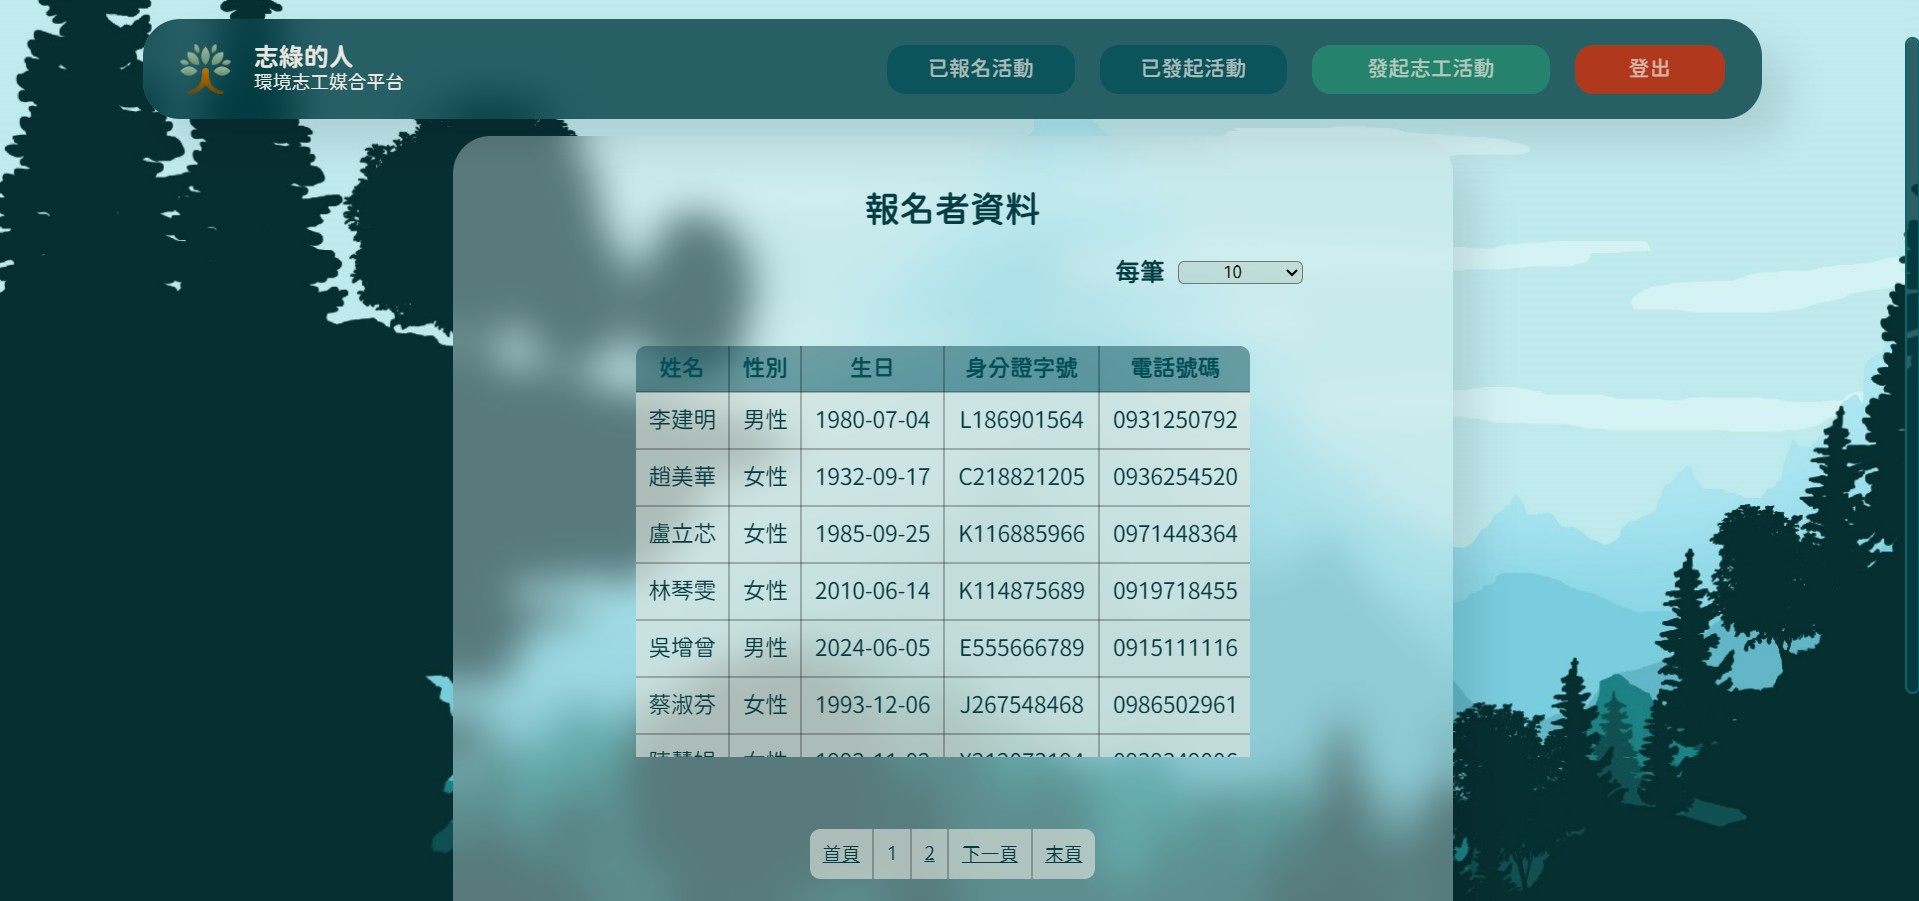 志綠的人
環境志工媒合平台
已報名活動
已發起活動
發起志工活動
登出
報名者資料
每筆 10
姓名 性別 生日 身分證字號 電話號碼
李建明 男性 1980-07-04 L186901564 0931250792
趙美華 女性 1932-09-17 C218821205 0936254520
盧立芯 女性 1985-09-25 K116885966 0971448364
林琴雯 女性 2010-06-14 K114875689 0919718455
吳增曾 男性 2024-06-05 E555666789 0915111116
蔡淑芬 女性 1993-12-06 J267548468 0986502961
女性
首頁 1 2 下一頁 末頁